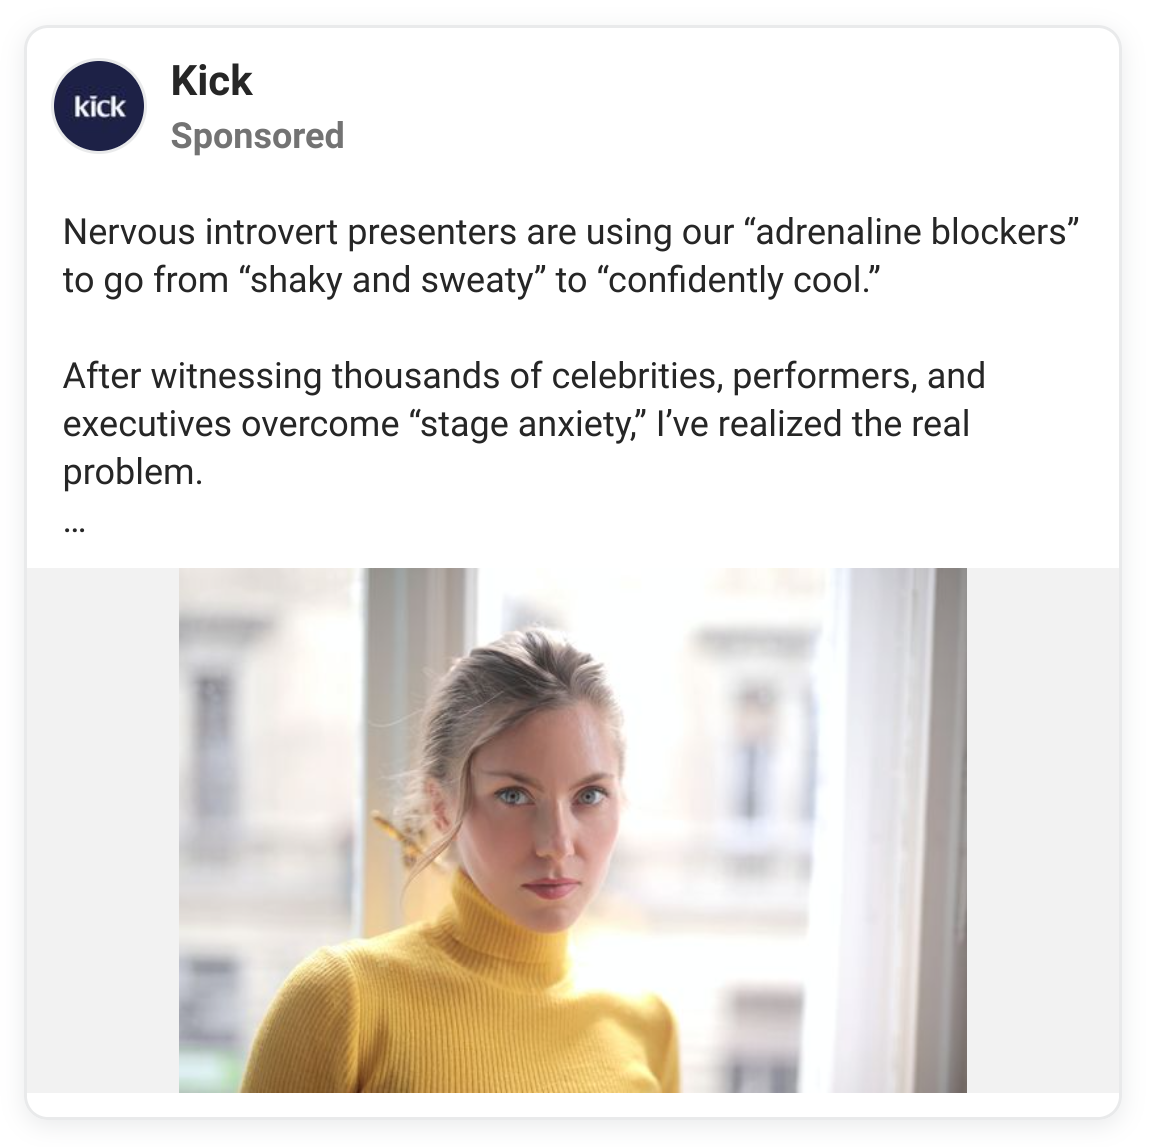 kick
Kick
Sponsored
Nervous introvert presenters are using our “adrenaline blockers”
to go from “shaky and sweaty” to “confidently cool.”
After witnessing thousands of celebrities, performers, and
executives overcome “stage anxiety,” I’ve realized the real
problem.
...